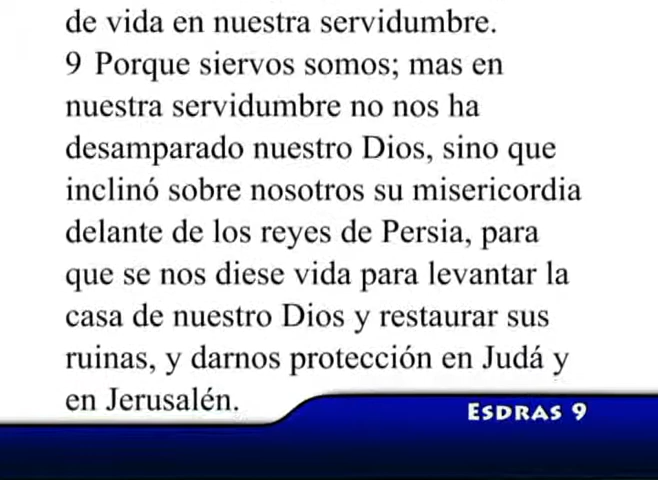 de vida en nuestra servidumbre.
9 Porque siervos somos; mas en
nuestra servidumbre no nos ha
desamparado nuestro Dios, sino que
inclinó sobre nosotros su misericordia
delante de los reyes de Persia, para
que se nos diese vida para levantar la
casa de nuestro Dios y restaurar sus
ruinas, y darnos protección en Judá y
en Jerusalén.
ESDRAS 9